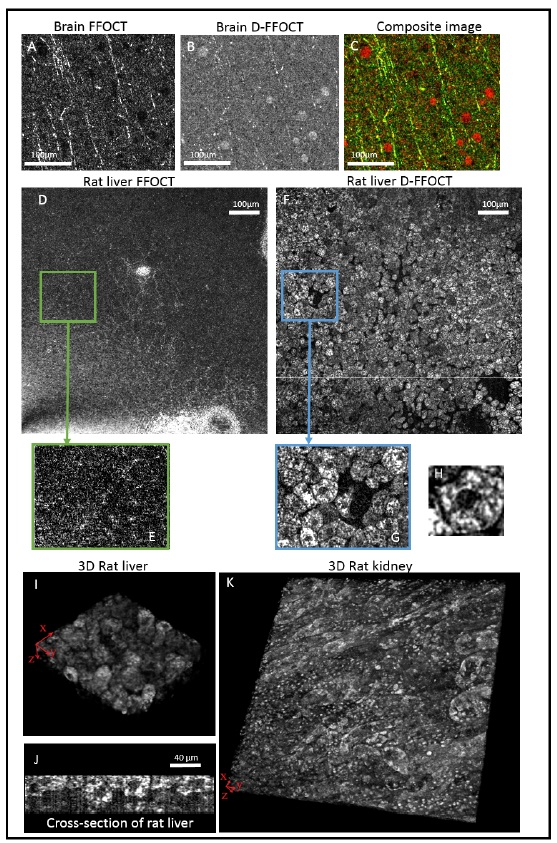 Brain FFOCT
Brain D-FFOCT
Composite image
A
B
C
100µm
100µm
100µm
Rat liver FFOCT
Rat liver D-FFOCT
D
100µm
F
100µm
E
G
H
3D Rat liver
3D Rat kidney
I
X
Z
K
X
Y
Z
J
40 µm
Cross-section of rat liver